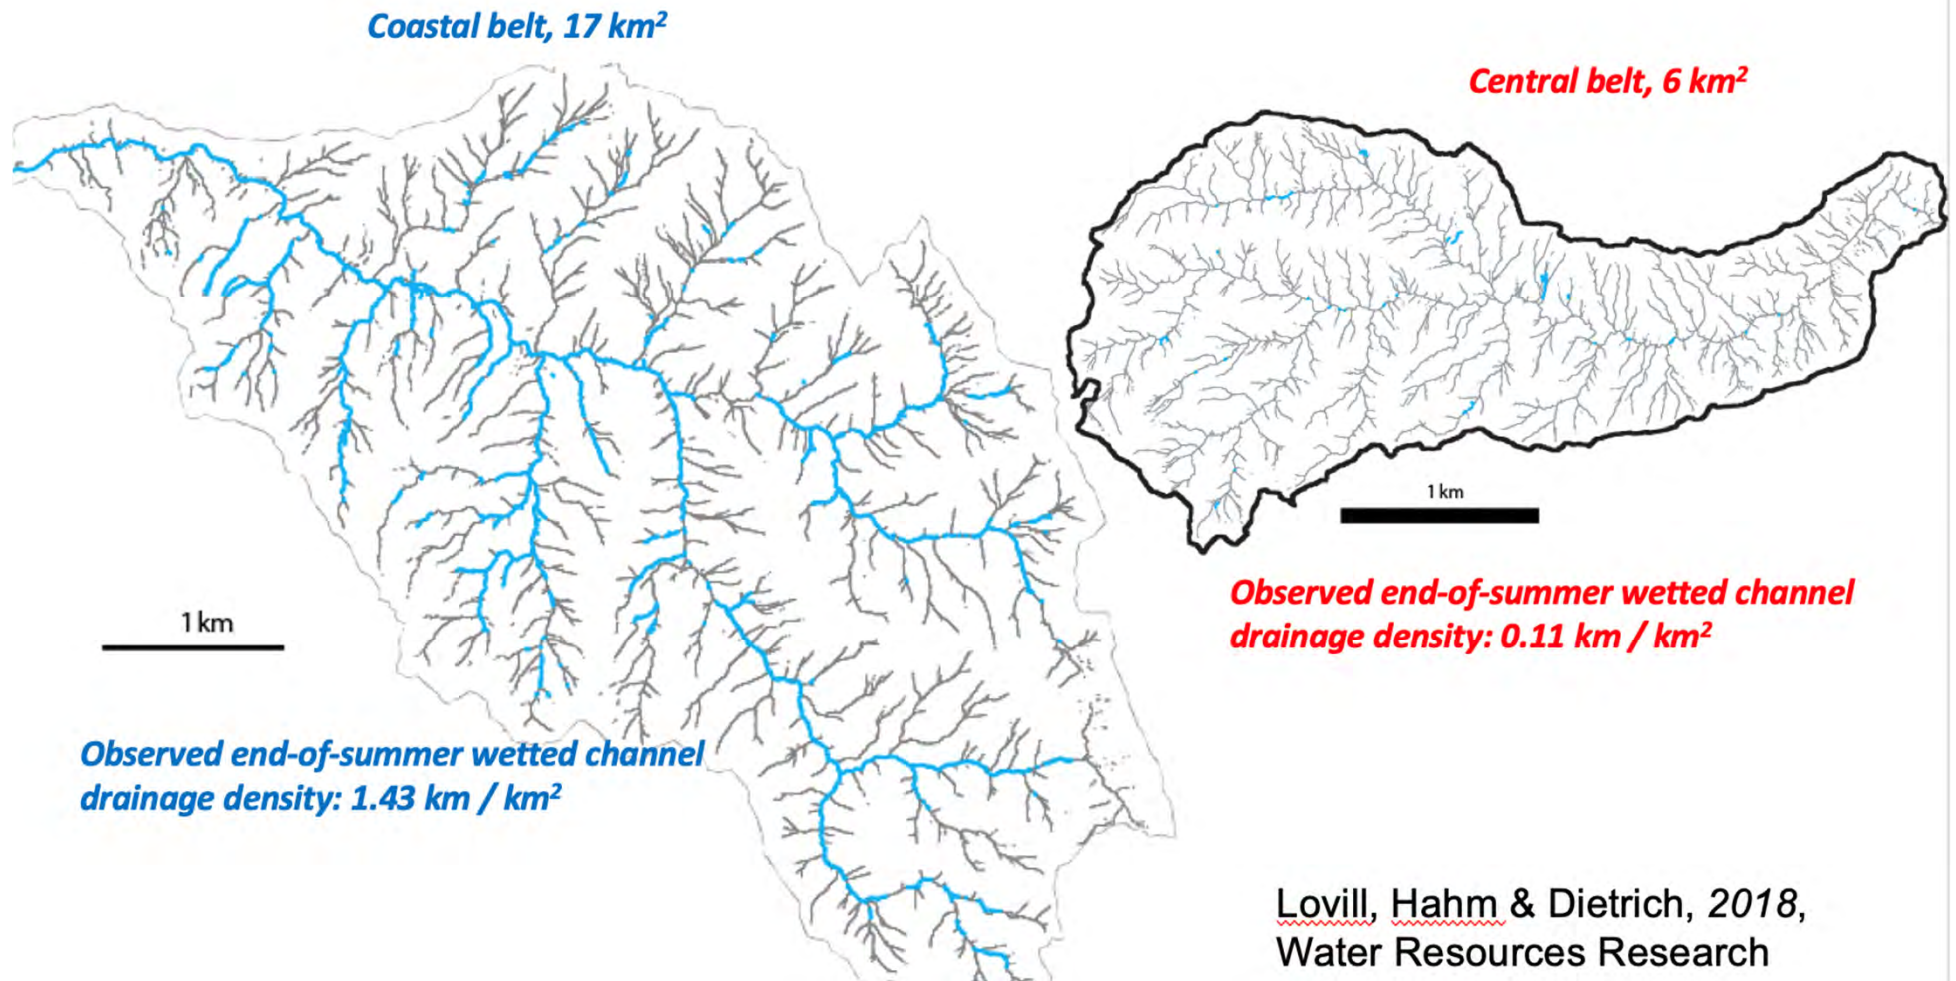 Coastal belt, 17 km²
Central belt, 6 km²
1 km
Observed end-of-summer wetted channel
drainage density: 0.11 km / km²
1 km
Observed end-of-summer wetted channel
drainage density: 1.43 km / km²
Lovill, Hahm & Dietrich, 2018,
Water Resources Research